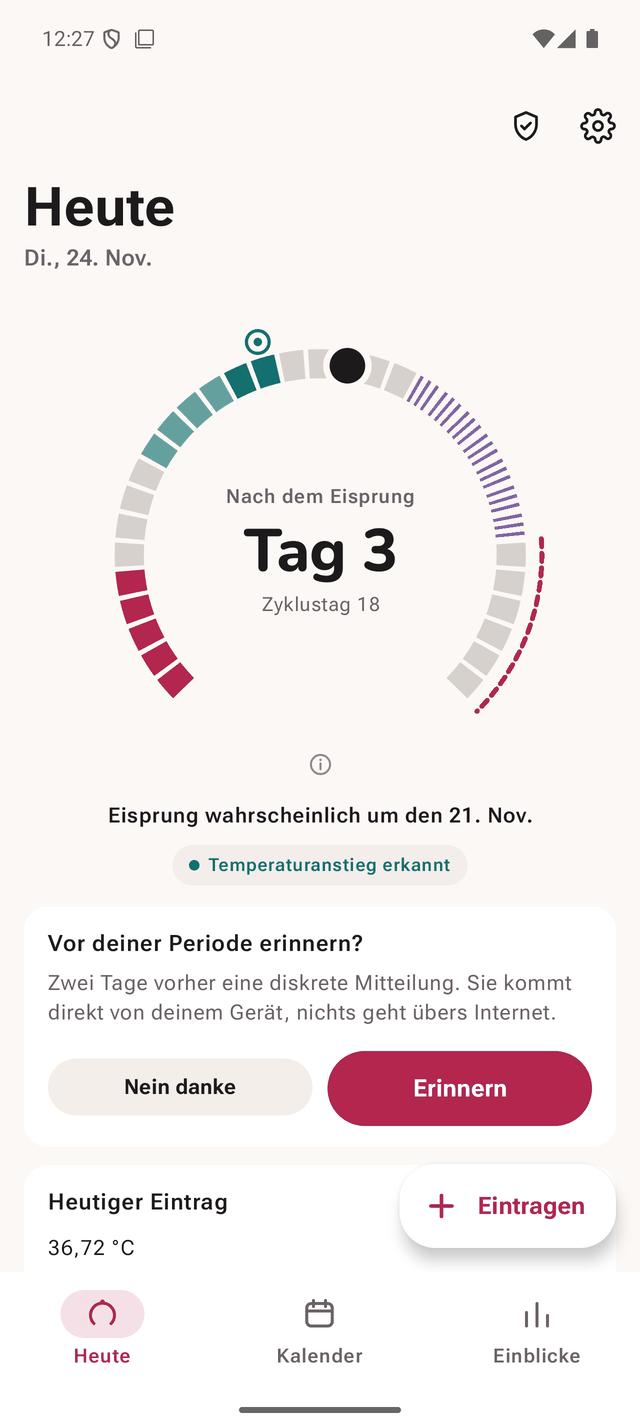 12:27
Heute
Di., 24. Nov.
Nach dem Eisprung
Tag 3
Zyklustag 18
Eisprung wahrscheinlich um den 21. Nov.
Temperaturanstieg erkannt
Vor deiner Periode erinnern?
Zwei Tage vorher eine diskrete Mitteilung. Sie kommt
direkt von deinem Gerät, nichts geht übers Internet.
Nein danke
Erinnern
Heutiger Eintrag
Eintragen
36,72 °C
Heute
Kalender
Einblicke